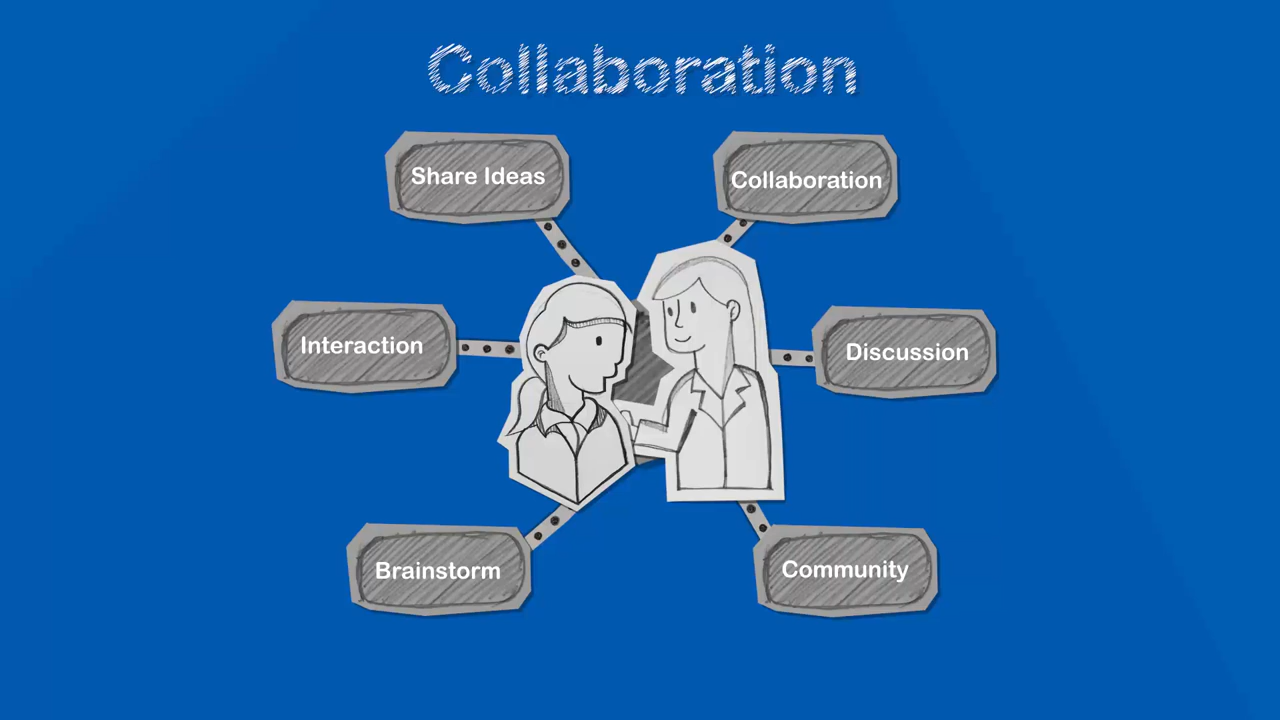 Collaboration
Share Ideas
Collaboration
Interaction
Discussion
Brainstorm
Community